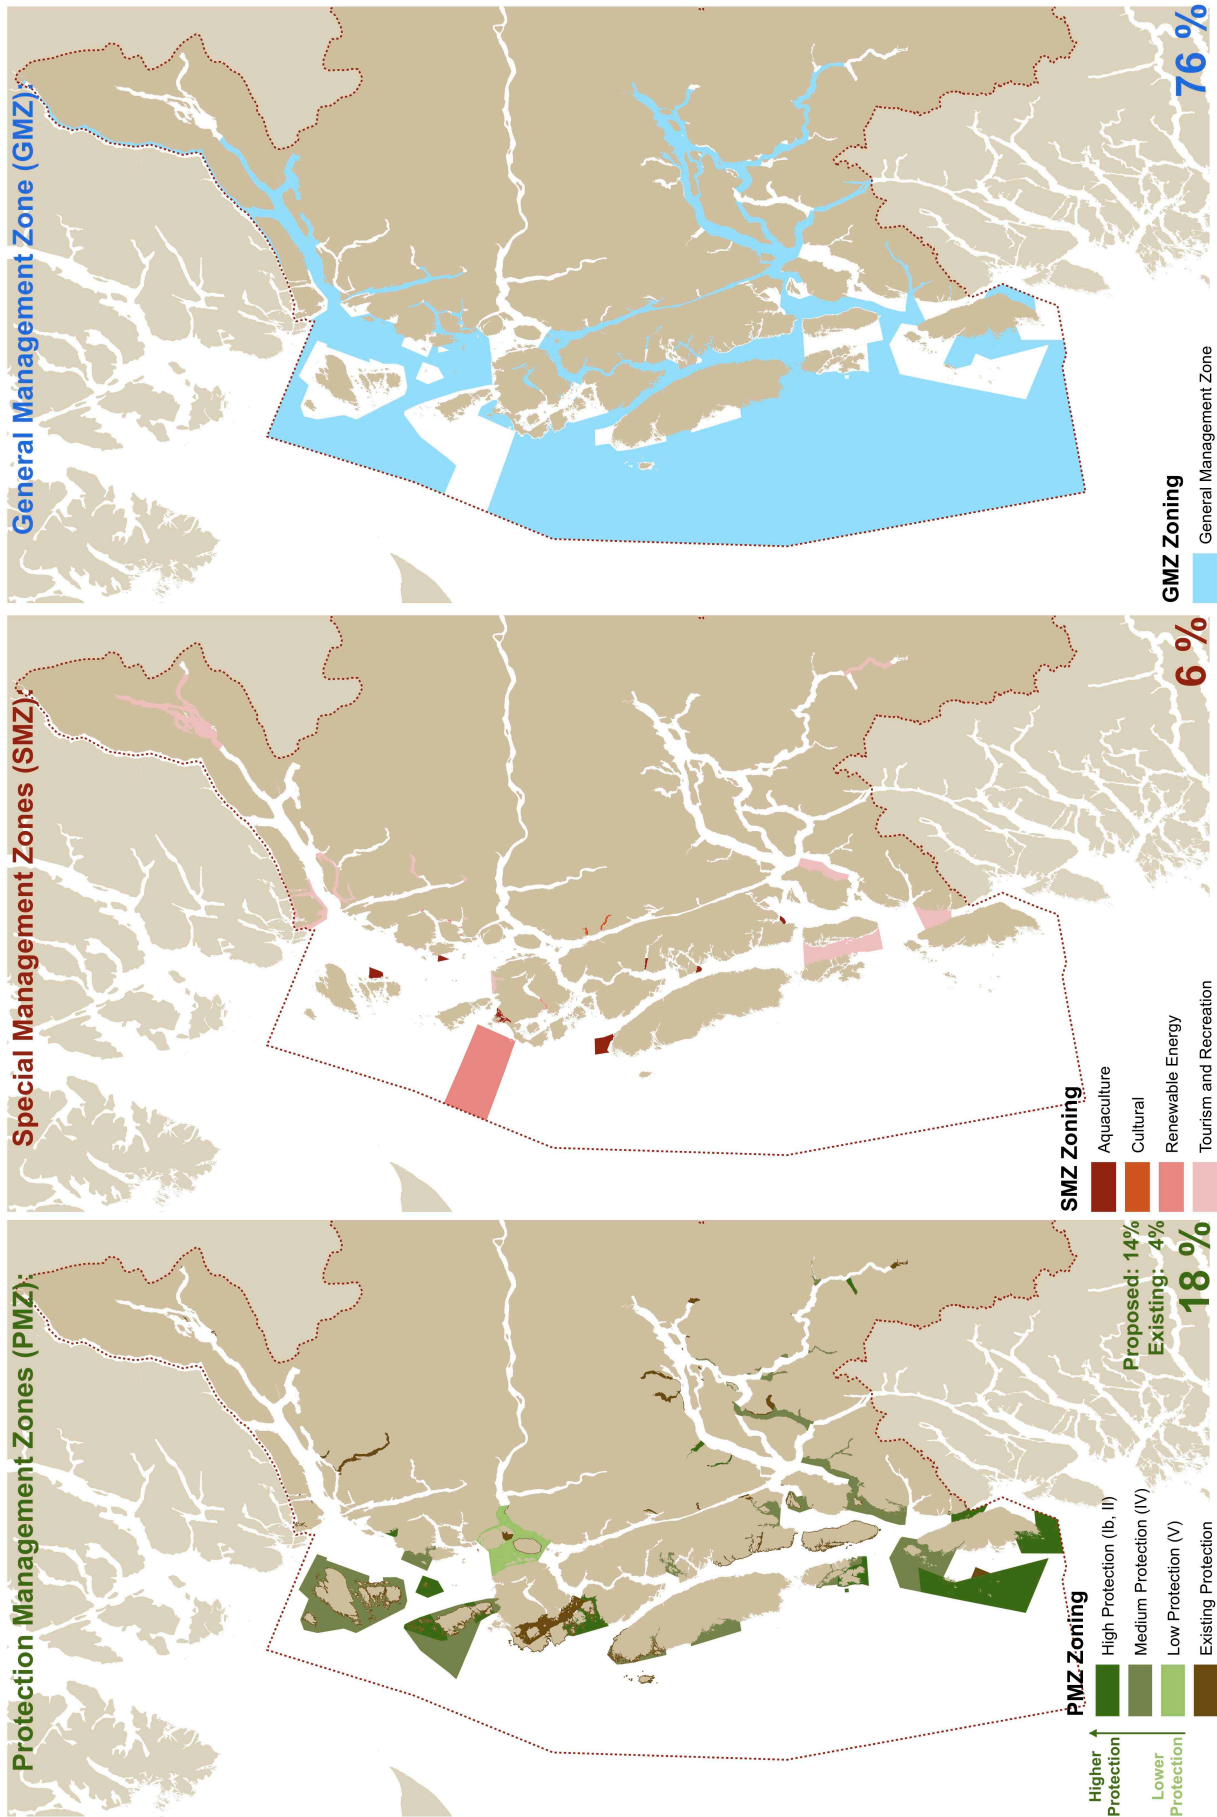 Protection Management Zones (PMZ):
PMZ Zoning
High Protection (Ib, II)
Medium Protection (IV)
Low Protection (V)
Existing Protection
Higher
Protection
Lower
Protection
Proposed: 14%
Existing: 4%
18 %
Special Management Zones (SMZ):
SMZ Zoning
Aquaculture
Cultural
Renewable Energy
Tourism and Recreation
6 %
General Management Zone (GMZ):
GMZ Zoning
General Management Zone
76 %